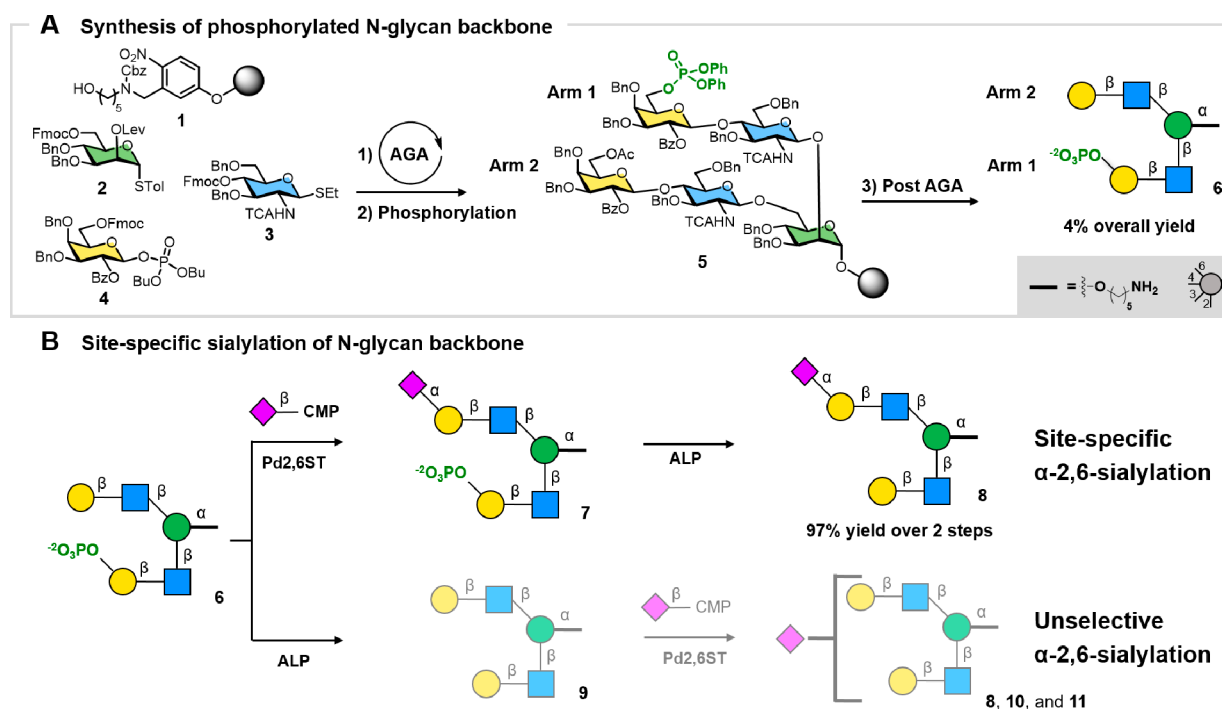 A Synthesis of phosphorylated N-glycan backbone
O₂N
Cbz
HO
N
5
O
1
FmocO
OLev
BnO
BnO
O
STol
2
BnO
FmocO
BnO
O
SEt
TCAHN
3
BnO
OFmoc
BnO
O
BzO
O
P
O
OBu
BuO
4
1) AGA
2) Phosphorylation
Arm 1
O
P
OPh
OPh
O
BnO
BnO
O
BzO
O
OBn
BnO
O
TCAHN
O
Arm 2
BnO
OAc
BnO
O
BzO
O
OBn
BnO
O
TCAHN
O
BnO
BnO
O
O
5
3) Post AGA
Arm 2
β
β
α
Arm 1
⁻²O₃PO
β
β
6
4% overall yield
= O NH₂
5
6
4
3
2
B Site-specific sialylation of N-glycan backbone
β
β
α
⁻²O₃PO
β
β
6
β
CMP
Pd2,6ST
α
β
β
α
⁻²O₃PO
β
β
7
ALP
α
β
β
α
β
β
8
97% yield over 2 steps
Site-specific
α-2,6-sialylation
ALP
β
β
α
β
β
9
β
CMP
Pd2,6ST
β
β
α
β
β
8, 10, and 11
Unselective
α-2,6-sialylation